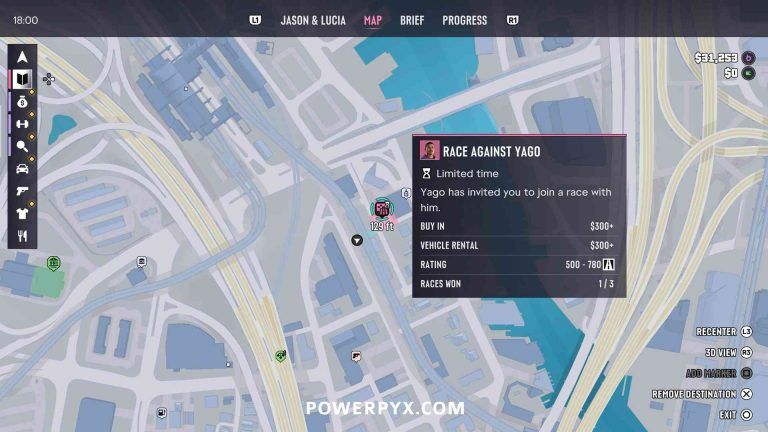 18:00
L1 JASON & LUCIA MAP BRIEF PROGRESS R1
$31,253
$0
RACE AGAINST YAGO
Limited time
Yago has invited you to join a race with
him.
BUY IN $300+
VEHICLE RENTAL $300+
RATING 500 - 780
RACES WON 1 / 3
129 ft
RECENTER L3
3D VIEW R3
ADD MARKER
REMOVE DESTINATION
EXIT
POWERPYX.COM